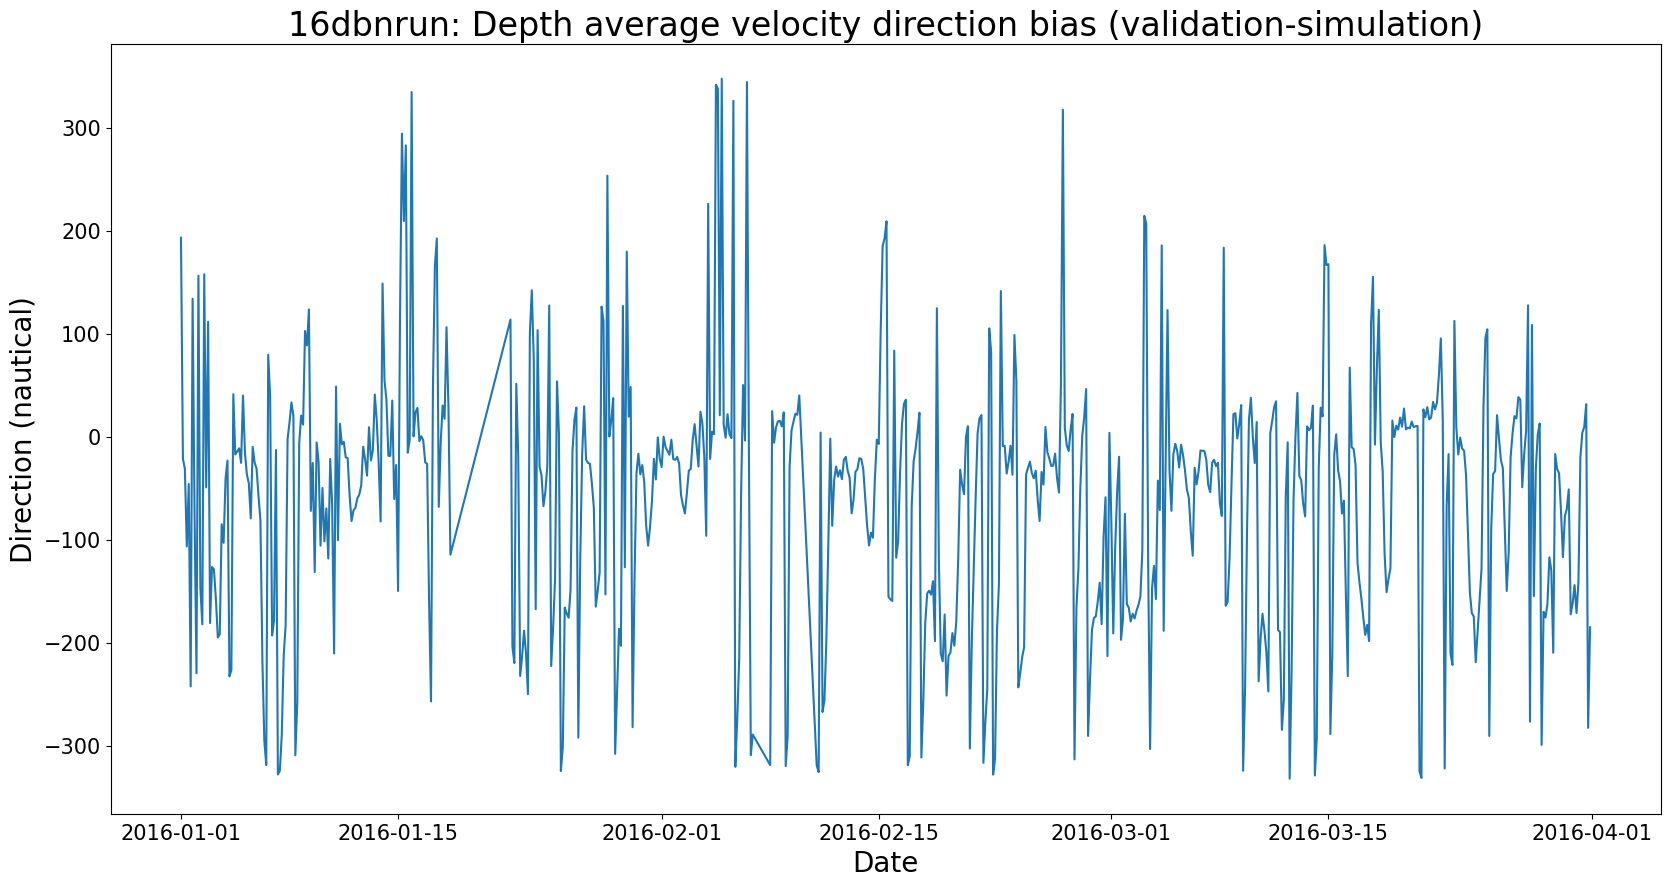 16dbnrun: Depth average velocity direction bias (validation-simulation)
Direction (nautical)
300
200
100
0
−100
−200
−300
2016-01-01 2016-01-15 2016-02-01 2016-02-15 2016-03-01 2016-03-15 2016-04-01
Date